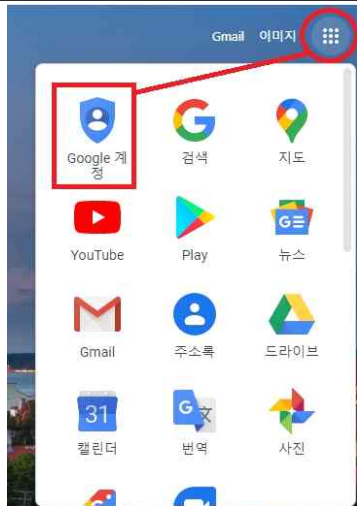 Gmail 이미지
Google 계
정
검색
지도
YouTube
Play
G≡
뉴스
Gmail
주소록
드라이브
31
캘린더
G 文
번역
사진